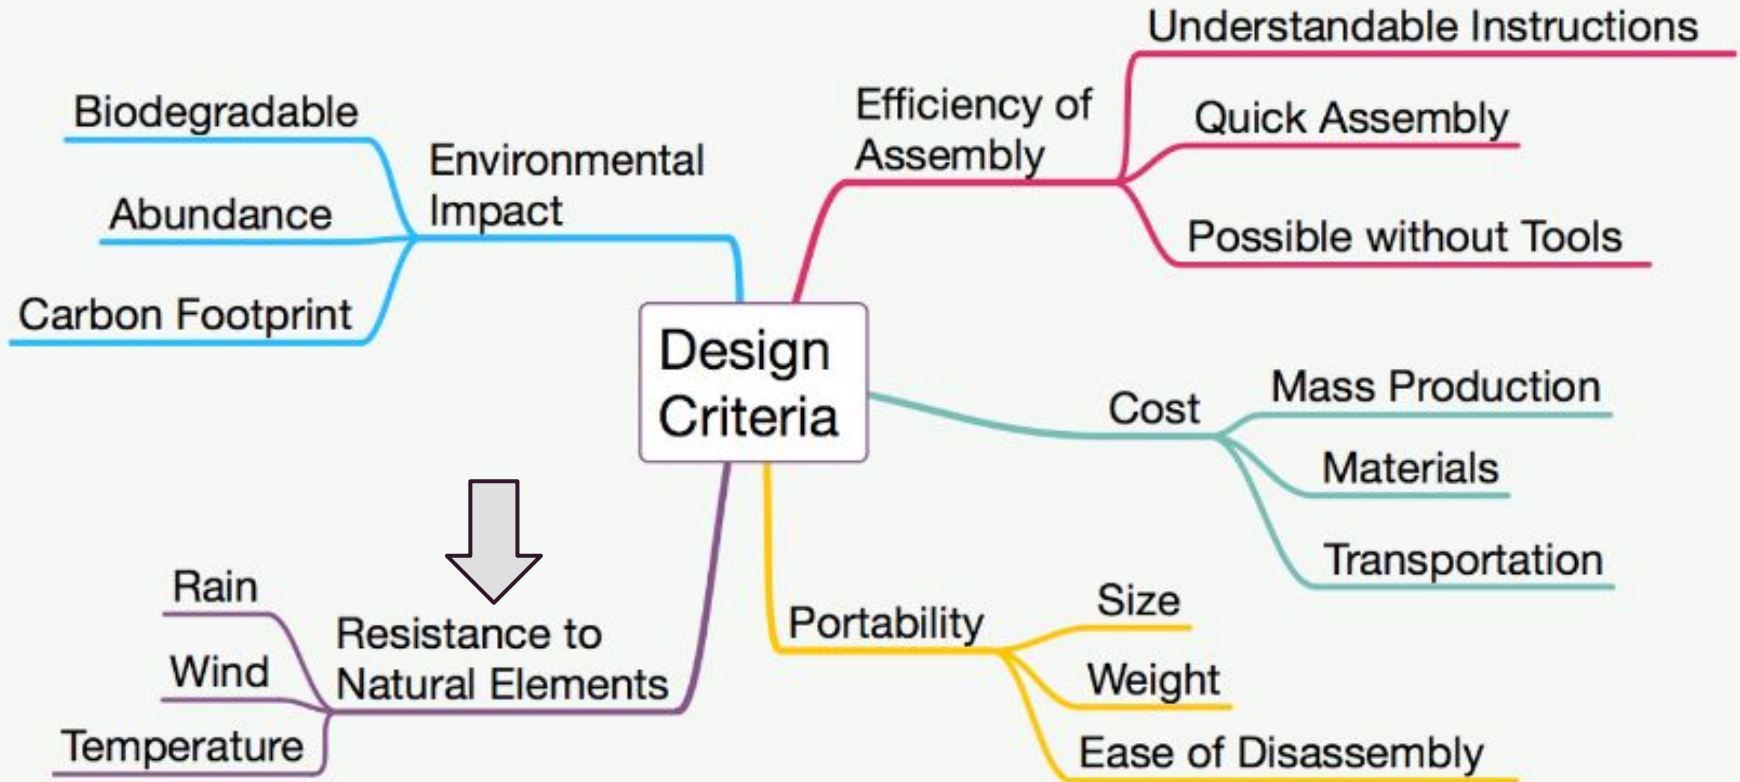 Design
Criteria
Environmental
Impact
Biodegradable
Abundance
Carbon Footprint
Efficiency of
Assembly
Understandable Instructions
Quick Assembly
Possible without Tools
Cost
Mass Production
Materials
Transportation
Portability
Size
Weight
Ease of Disassembly
Resistance to
Natural Elements
Rain
Wind
Temperature